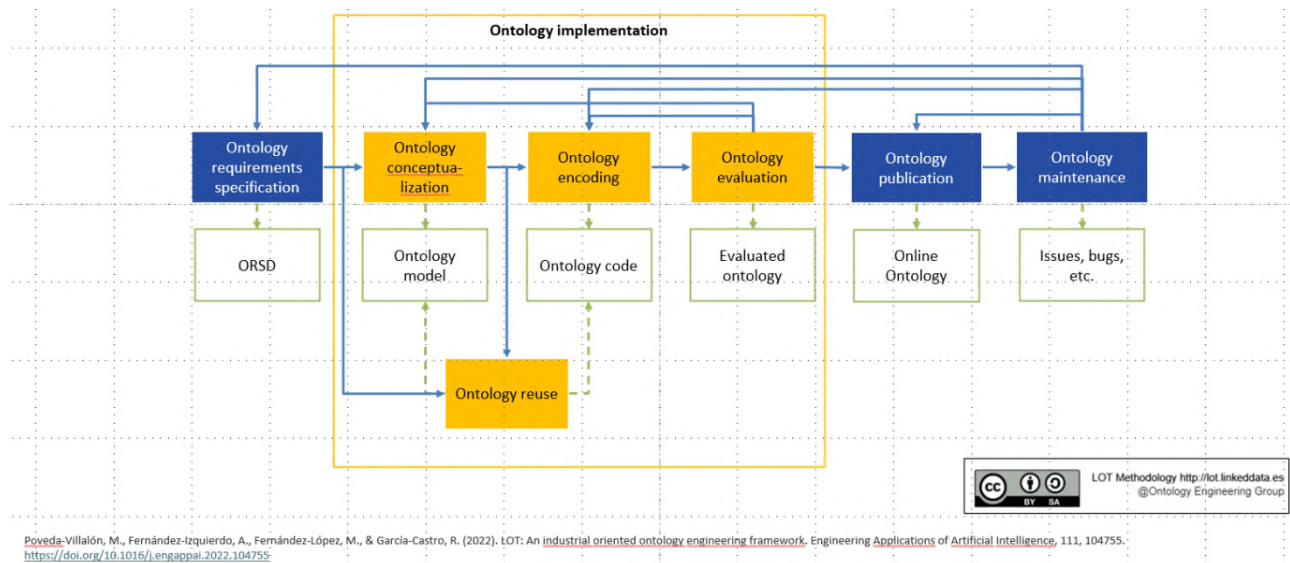 Ontology implementation
Ontology
requirements
specification
Ontology
conceptua-
lization
Ontology
encoding
Ontology
evaluation
Ontology
publication
Ontology
maintenance
ORSD
Ontology
model
Ontology code
Evaluated
ontology
Online
Ontology
Issues, bugs,
etc.
Ontology reuse
cc
BY SA
LOT Methodology http://lot.linkeddata.es
@Ontology Engineering Group
Poveda-Villalón, M., Fernández-Izquierdo, A., Fernández-López, M., & García-Castro, R. (2022). LOT: An industrial oriented ontology engineering framework. Engineering Applications of Artificial Intelligence, 111, 104755.
https://doi.org/10.1016/j.engappai.2022.104755